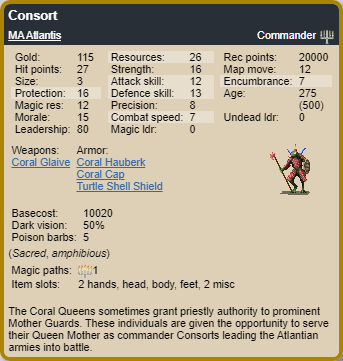 Consort
MA Atlantis Commander
Gold: 115 Resources: 26 Rec points: 20000
Hit points: 27 Strength: 16 Map move: 12
Size: 3 Attack skill: 12 Encumbrance: 7
Protection: 16 Defence skill: 13 Age: 275
Magic res: 12 Precision: 8 (500)
Morale: 15 Combat speed: 7 Undead ldr: 0
Leadership: 80 Magic ldr: 0
Weapons: Armor:
Coral Glaive Coral Hauberk
Coral Cap
Turtle Shell Shield
Basecost: 10020
Dark vision: 50%
Poison barbs: 5
(Sacred, amphibious)
Magic paths: 1
Item slots: 2 hands, head, body, feet, 2 misc
The Coral Queens sometimes grant priestly authority to prominent
Mother Guards. These individuals are given the opportunity to serve
their Queen Mother as commander Consorts leading the Atlantian
armies into battle.